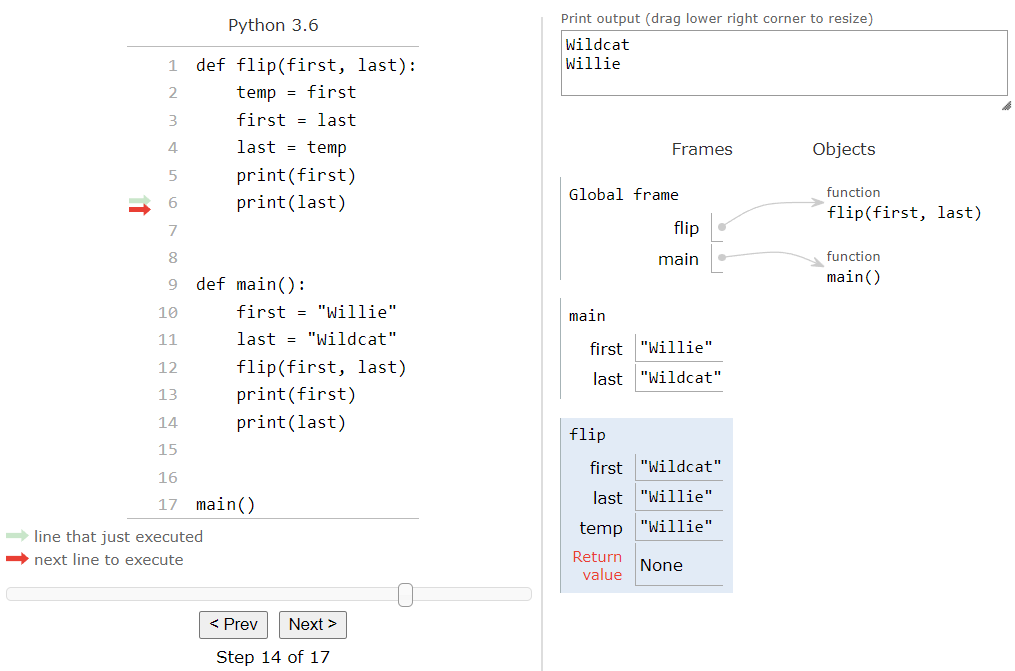 Python 3.6
1 def flip(first, last):
2     temp = first
3     first = last
4     last = temp
5     print(first)
6     print(last)
7
8
9 def main():
10     first = "Willie"
11     last = "Wildcat"
12     flip(first, last)
13     print(first)
14     print(last)
15
16
17 main()
line that just executed
next line to execute
< Prev Next >
Step 14 of 17
Print output (drag lower right corner to resize)
Wildcat
Willie
Frames Objects
Global frame
flip
main
function
flip(first, last)
function
main()
main
first "Willie"
last "Wildcat"
flip
first "Wildcat"
last "Willie"
temp "Willie"
Return
value None